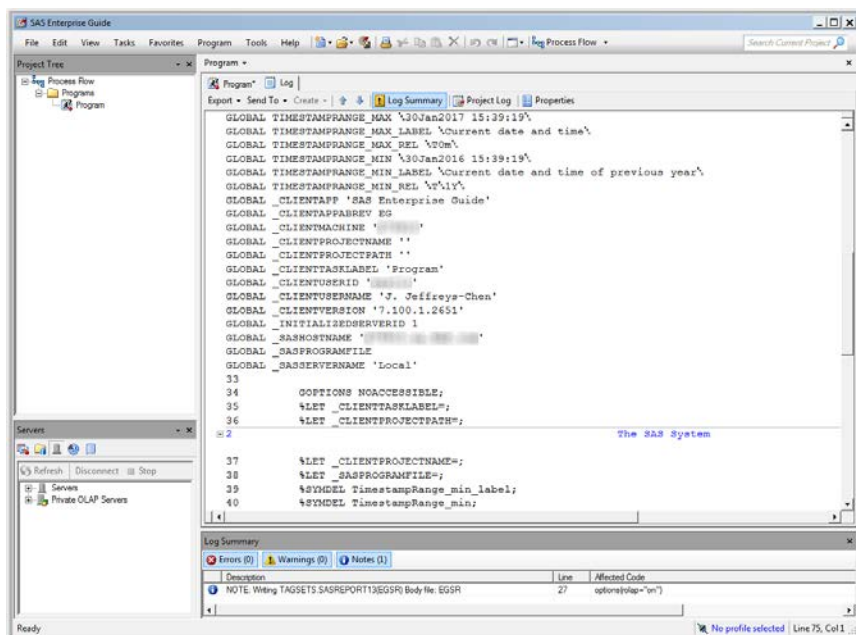 SAS Enterprise Guide
File Edit View Tasks Favorites Program Tools Help Process Flow Search Current Project
Project Tree
Process Flow
Programs
Program
Program
Program* Log
Export Send To Create Log Summary Project Log Properties
GLOBAL TIMESTAMPRANGE_MAX \30Jan2017 15:39:19\
GLOBAL TIMESTAMPRANGE_MAX_LABEL \Current date and time\
GLOBAL TIMESTAMPRANGE_MAX_REL \T0m\
GLOBAL TIMESTAMPRANGE_MIN \30Jan2016 15:39:19\
GLOBAL TIMESTAMPRANGE_MIN_LABEL \Current date and time of previous year\
GLOBAL TIMESTAMPRANGE_MIN_REL \T\1Y\
GLOBAL _CLIENTAPP 'SAS Enterprise Guide'
GLOBAL _CLIENTAPPABREV EG
GLOBAL _CLIENTMACHINE ' '
GLOBAL _CLIENTPROJECTNAME ''
GLOBAL _CLIENTPROJECTPATH ''
GLOBAL _CLIENTTASKLABEL 'Program'
GLOBAL _CLIENTUSERID ' '
GLOBAL _CLIENTUSERNAME 'J. Jeffreys-Chen'
GLOBAL _CLIENTVERSION '7.100.1.2651'
GLOBAL _INITIALIZEDSERVERID 1
GLOBAL _SASHOSTNAME ' '
GLOBAL _SASPROGRAMFILE
GLOBAL _SASSERVERNAME 'Local'
33
34 GOPTIONS NOACCESSIBLE;
35 %LET _CLIENTTASKLABEL=;
36 %LET _CLIENTPROJECTPATH=;
2 The SAS System
37 %LET _CLIENTPROJECTNAME=;
38 %LET _SASPROGRAMFILE=;
39 %SYMDEL TimestampRange_min_label;
40 %SYMDEL TimestampRange_min;
Servers
Refresh Disconnect Stop
Servers
Private OLAP Servers
Log Summary
Errors (0) Warnings (0) Notes (1)
Description Line Affected Code
NOTE: Writing TAGSETS.SASREPORT13(EGSR) Body file: EGSR 27 options(rolap="on")
Ready No profile selected Line 75, Col 1